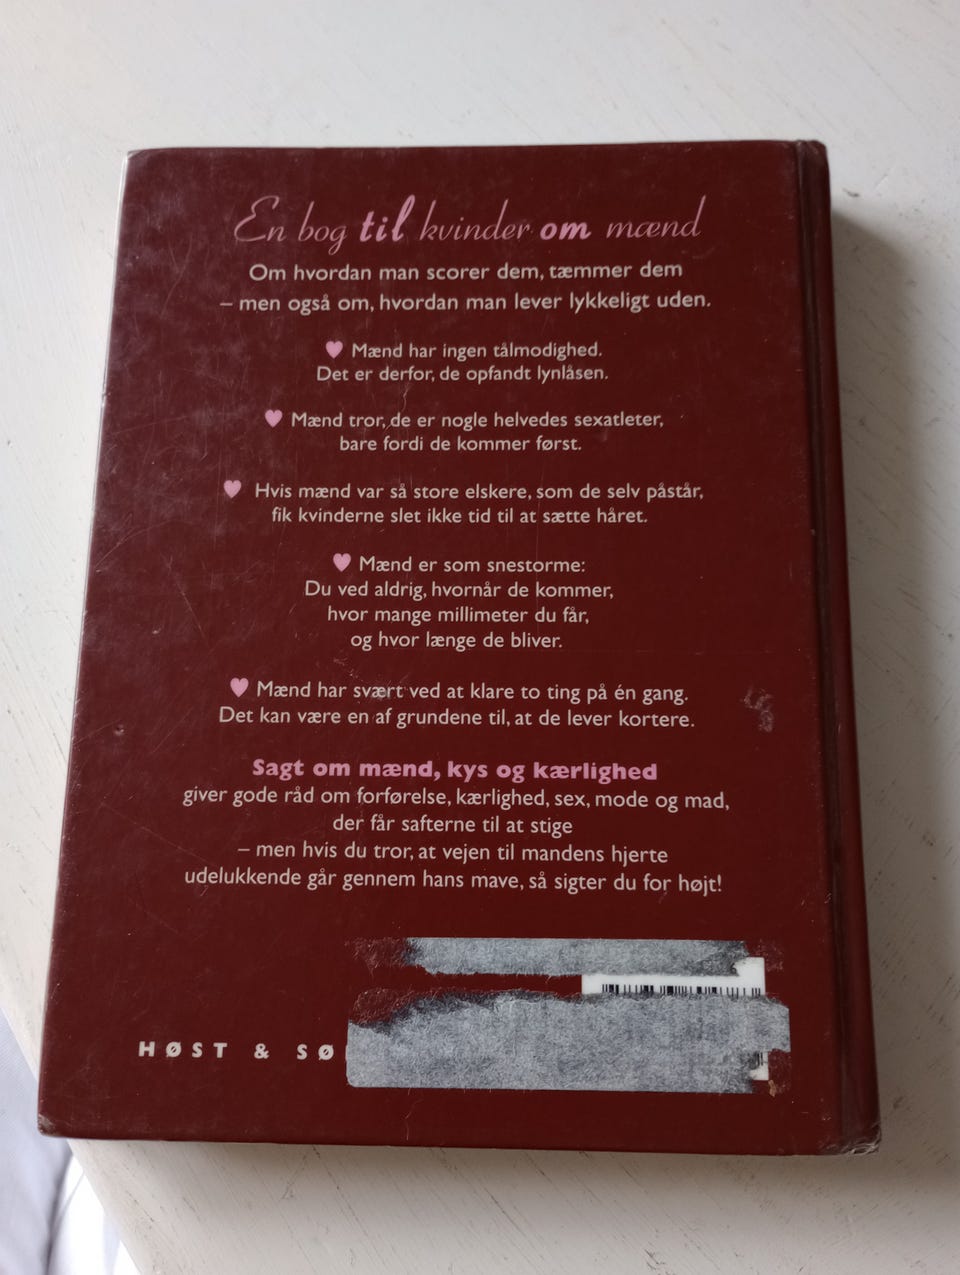 En bog til kvinder om mænd
Om hvordan man scorer dem, tæmmer dem
– men også om, hvordan man lever lykkeligt uden.
♥ Mænd har ingen tålmodighed.
Det er derfor, de opfandt lynlåsen.
♥ Mænd tror, de er nogle helvedes sexatleter,
bare fordi de kommer først.
♥ Hvis mænd var så store elskere, som de selv påstår,
fik kvinderne slet ikke tid til at sætte håret.
♥ Mænd er som snestorme:
Du ved aldrig, hvornår de kommer,
hvor mange millimeter du får,
og hvor længe de bliver.
♥ Mænd har svært ved at klare to ting på én gang.
Det kan være en af grundene til, at de lever kortere.
Sagt om mænd, kys og kærlighed
giver gode råd om forførelse, kærlighed, sex, mode og mad,
der får safterne til at stige
– men hvis du tror, at vejen til mandens hjerte
udelukkende går gennem hans mave, så sigter du for højt!
HØST & SØ